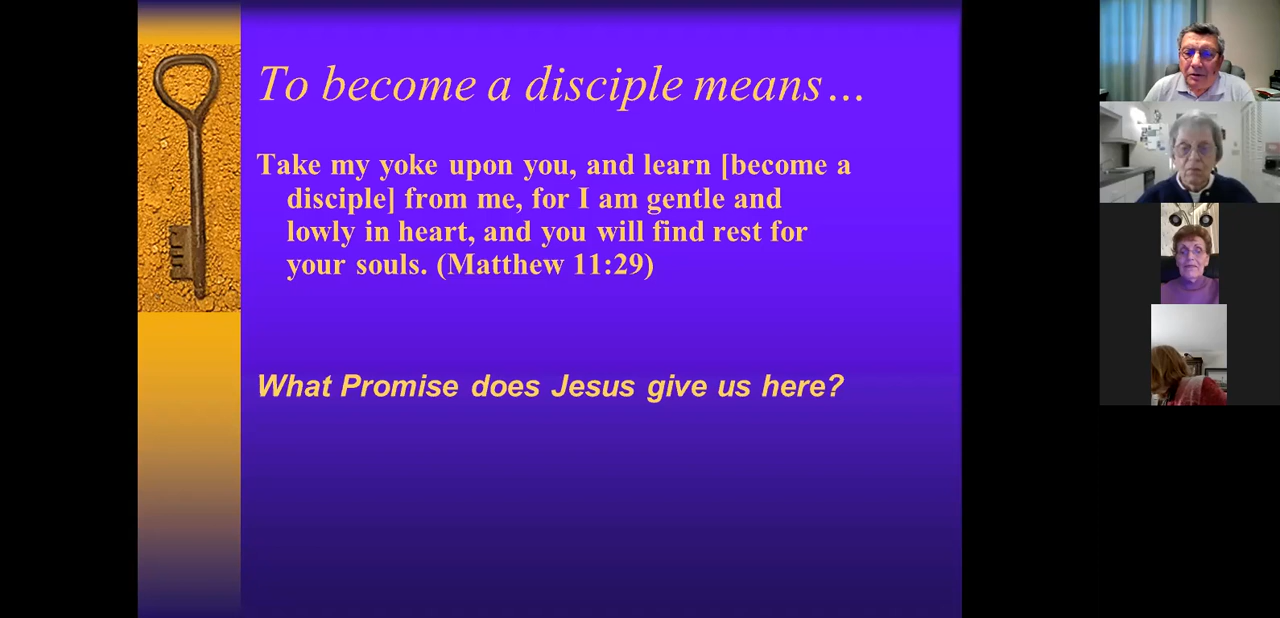 To become a disciple means…
Take my yoke upon you, and learn [become a
disciple] from me, for I am gentle and
lowly in heart, and you will find rest for
your souls. (Matthew 11:29)
What Promise does Jesus give us here?